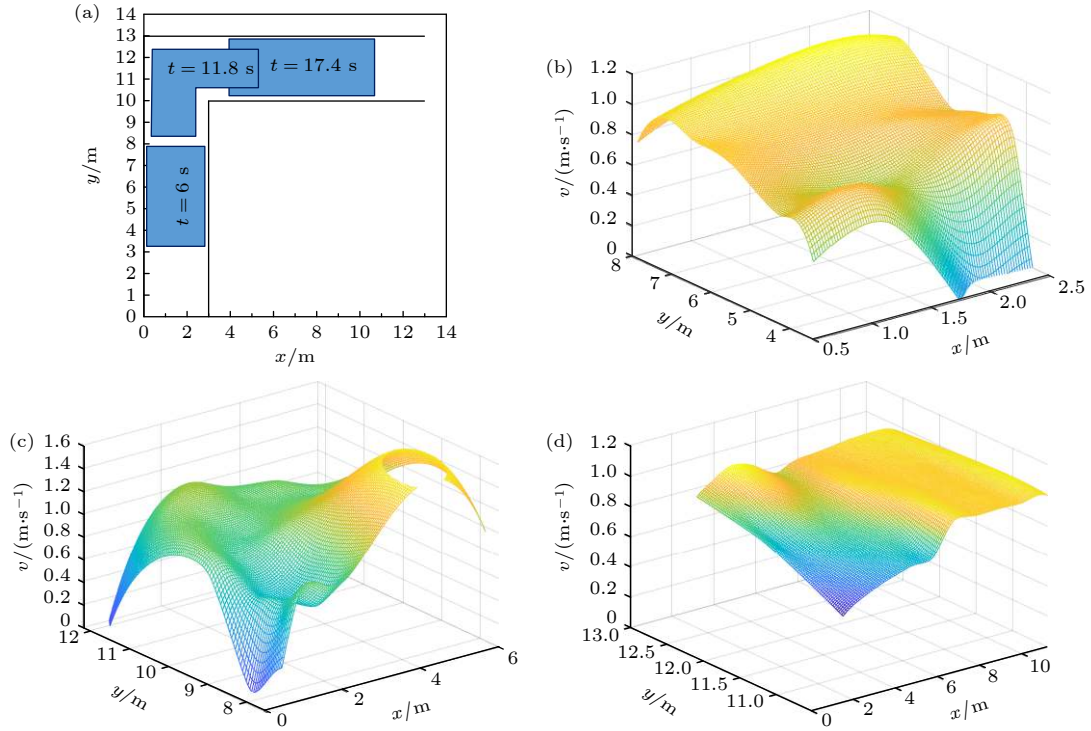 (a)
14
13
12
11
10
9
8
7
6
5
4
3
2
1
0
y/m
t = 11.8 s
t = 17.4 s
t = 6 s
0 2 4 6 8 10 12 14
x/m
(b)
1.2
1.0
0.8
0.6
0.4
0.2
0
v/(m·s⁻¹)
8
7
6
5
4
y/m
0.5 1.0 1.5 2.0 2.5
x/m
(c)
1.6
1.4
1.2
1.0
0.8
0.6
0.4
0.2
0
v/(m·s⁻¹)
12
11
10
9
8
y/m
0 2 4 6
x/m
(d)
1.2
1.0
0.8
0.6
0.4
0.2
0
v/(m·s⁻¹)
13.0
12.5
12.0
11.5
11.0
y/m
0 2 4 6 8 10
x/m